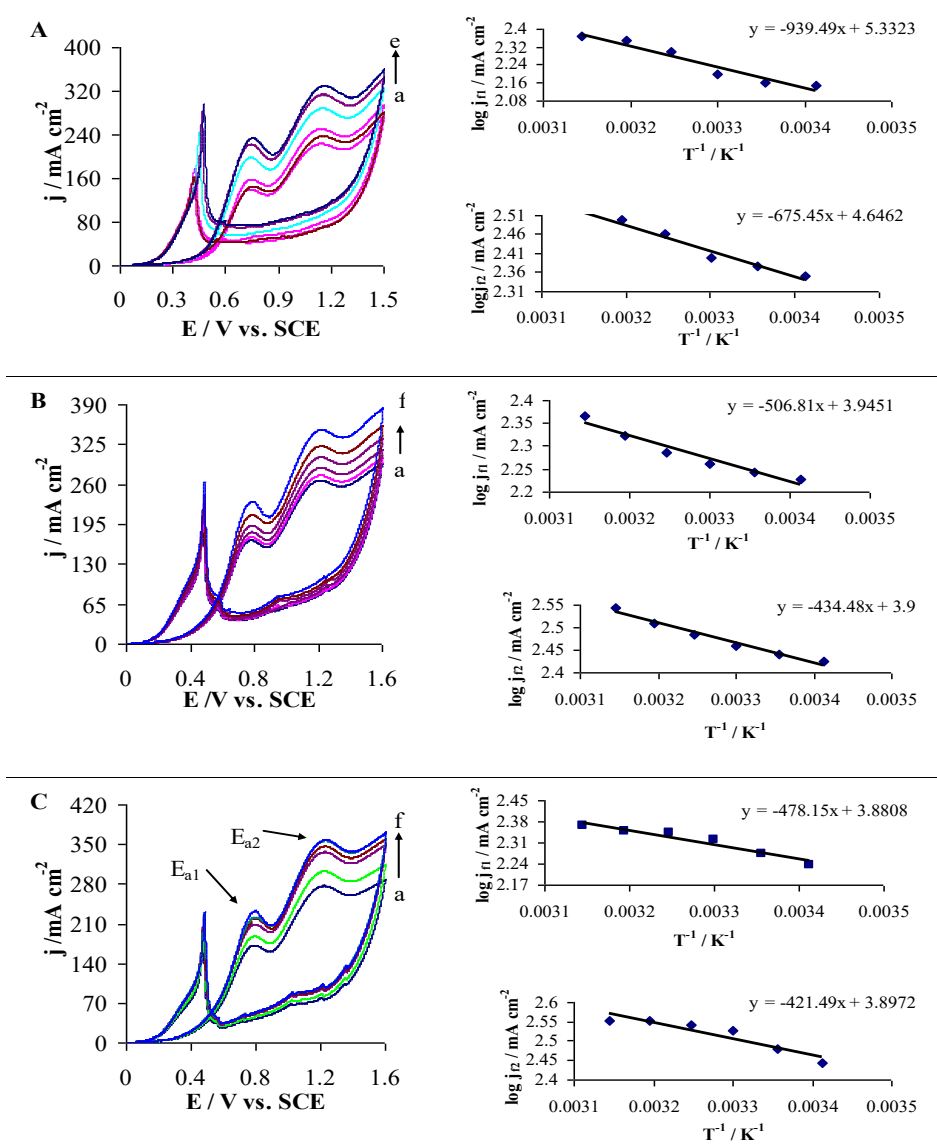 A
400
320
240
160
80
0
j / mA cm-2
e
a
0 0.3 0.6 0.9 1.2 1.5
E / V vs. SCE
y = -939.49x + 5.3323
2.4
2.32
2.24
2.16
2.08
log jf1 / mA cm-2
0.0031 0.0032 0.0033 0.0034 0.0035
T-1 / K-1
y = -675.45x + 4.6462
2.51
2.46
2.41
2.36
2.31
log jf2 / mA cm-2
0.0031 0.0032 0.0033 0.0034 0.0035
T-1 / K-1
B
390
325
260
195
130
65
0
j / mA cm-2
f
a
0 0.4 0.8 1.2 1.6
E /V vs. SCE
y = -506.81x + 3.9451
2.4
2.35
2.3
2.25
2.2
log jf1 / mA cm-2
0.0031 0.0032 0.0033 0.0034 0.0035
T-1 / K-1
y = -434.48x + 3.9
2.55
2.5
2.45
2.4
log jf2 / mA cm-2
0.0031 0.0032 0.0033 0.0034 0.0035
T-1 / K-1
C
420
350
280
210
140
70
0
j /mA cm-2
Ea1
Ea2
f
a
0 0.4 0.8 1.2 1.6
E / V vs. SCE
y = -478.15x + 3.8808
2.45
2.38
2.31
2.24
2.17
log jf1 / mA cm-2
0.0031 0.0032 0.0033 0.0034 0.0035
T-1 / K-1
y = -421.49x + 3.8972
2.6
2.55
2.5
2.45
2.4
log jf2 / mA cm-2
0.0031 0.0032 0.0033 0.0034 0.0035
T-1 / K-1